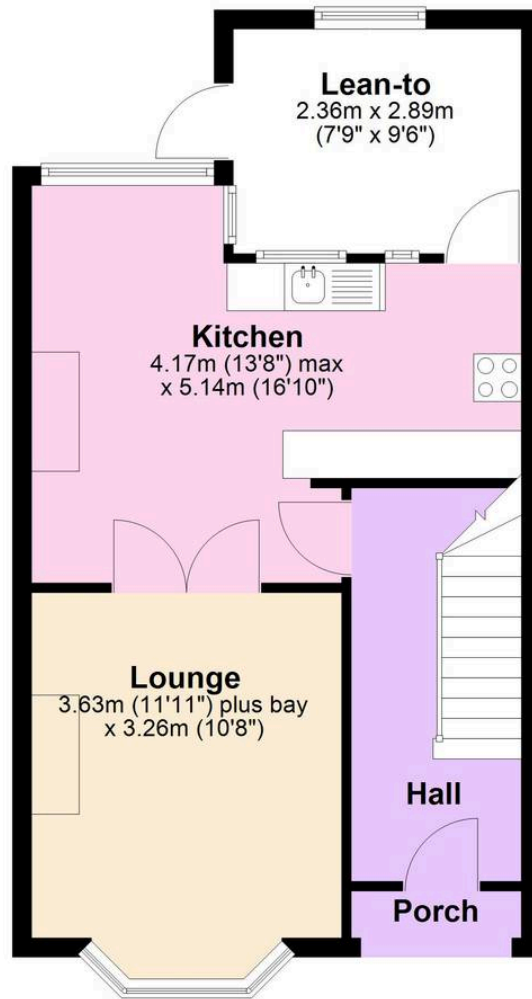 Lean-to
2.36m x 2.89m
(7'9" x 9'6")
Kitchen
4.17m (13'8") max
x 5.14m (16'10")
Lounge
3.63m (11'11") plus bay
x 3.26m (10'8")
Hall
Porch